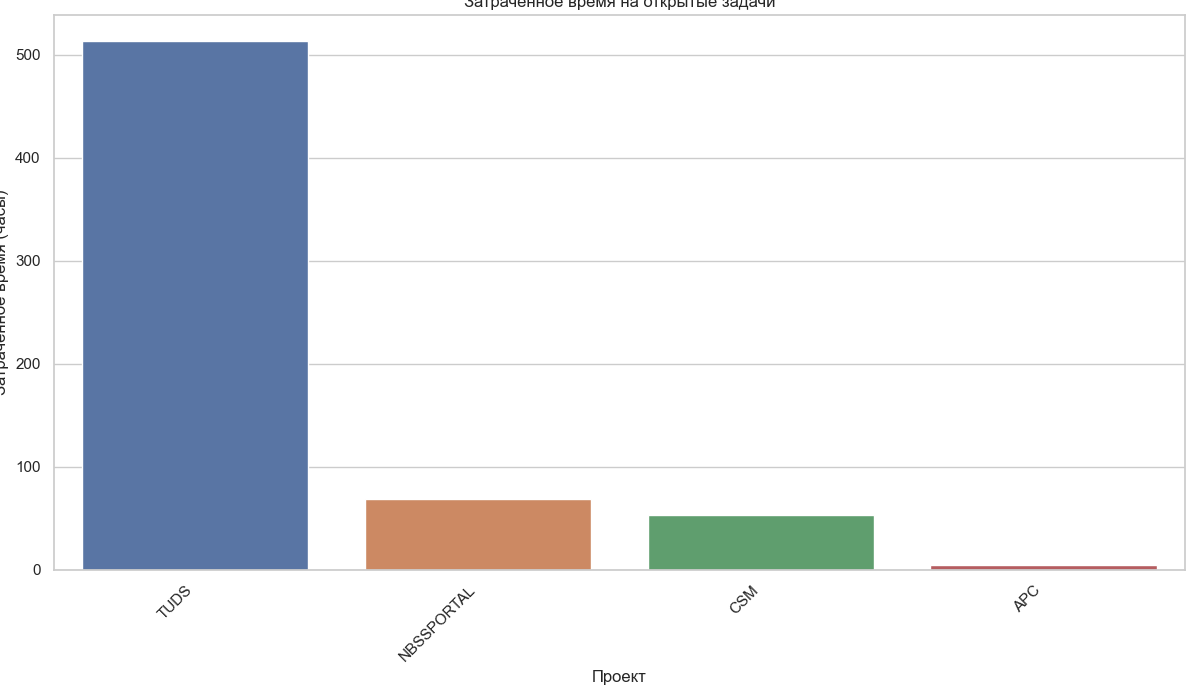 Затраченное время на открытые задачи
Затраченное время (часы)
500
400
300
200
100
0
TUDS
NBSSPORTAL
CSM
APC
Проект